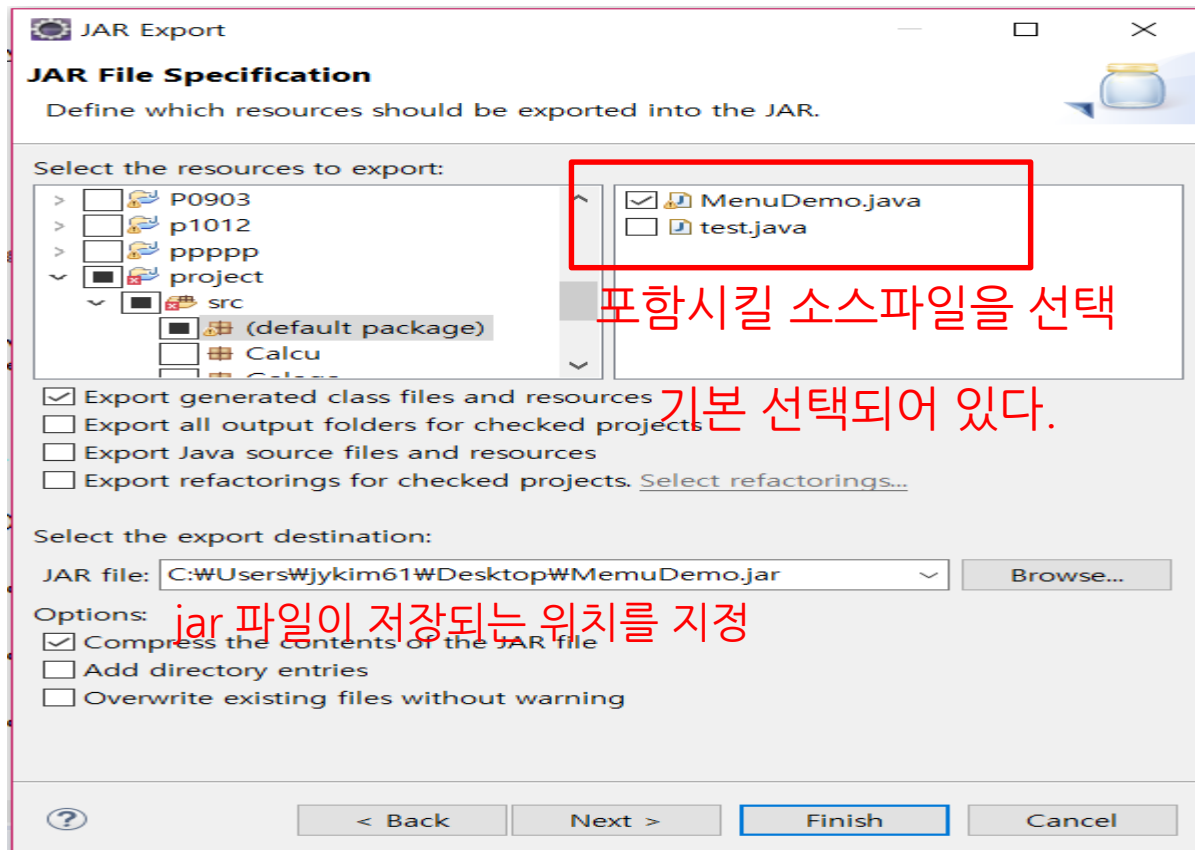 JAR Export
JAR File Specification
Define which resources should be exported into the JAR.
Select the resources to export:
P0903
p1012
ppppp
project
src
(default package)
Calcu
MenuDemo.java
test.java
포함시킬 소스파일을 선택
Export generated class files and resources
기본 선택되어 있다.
Export all output folders for checked projects
Export Java source files and resources
Export refactorings for checked projects. Select refactorings...
Select the export destination:
JAR file: C:₩Users₩jykim61₩Desktop₩MemuDemo.jar Browse...
Options:
jar 파일이 저장되는 위치를 지정
Compress the contents of the JAR file
Add directory entries
Overwrite existing files without warning
? < Back Next > Finish Cancel